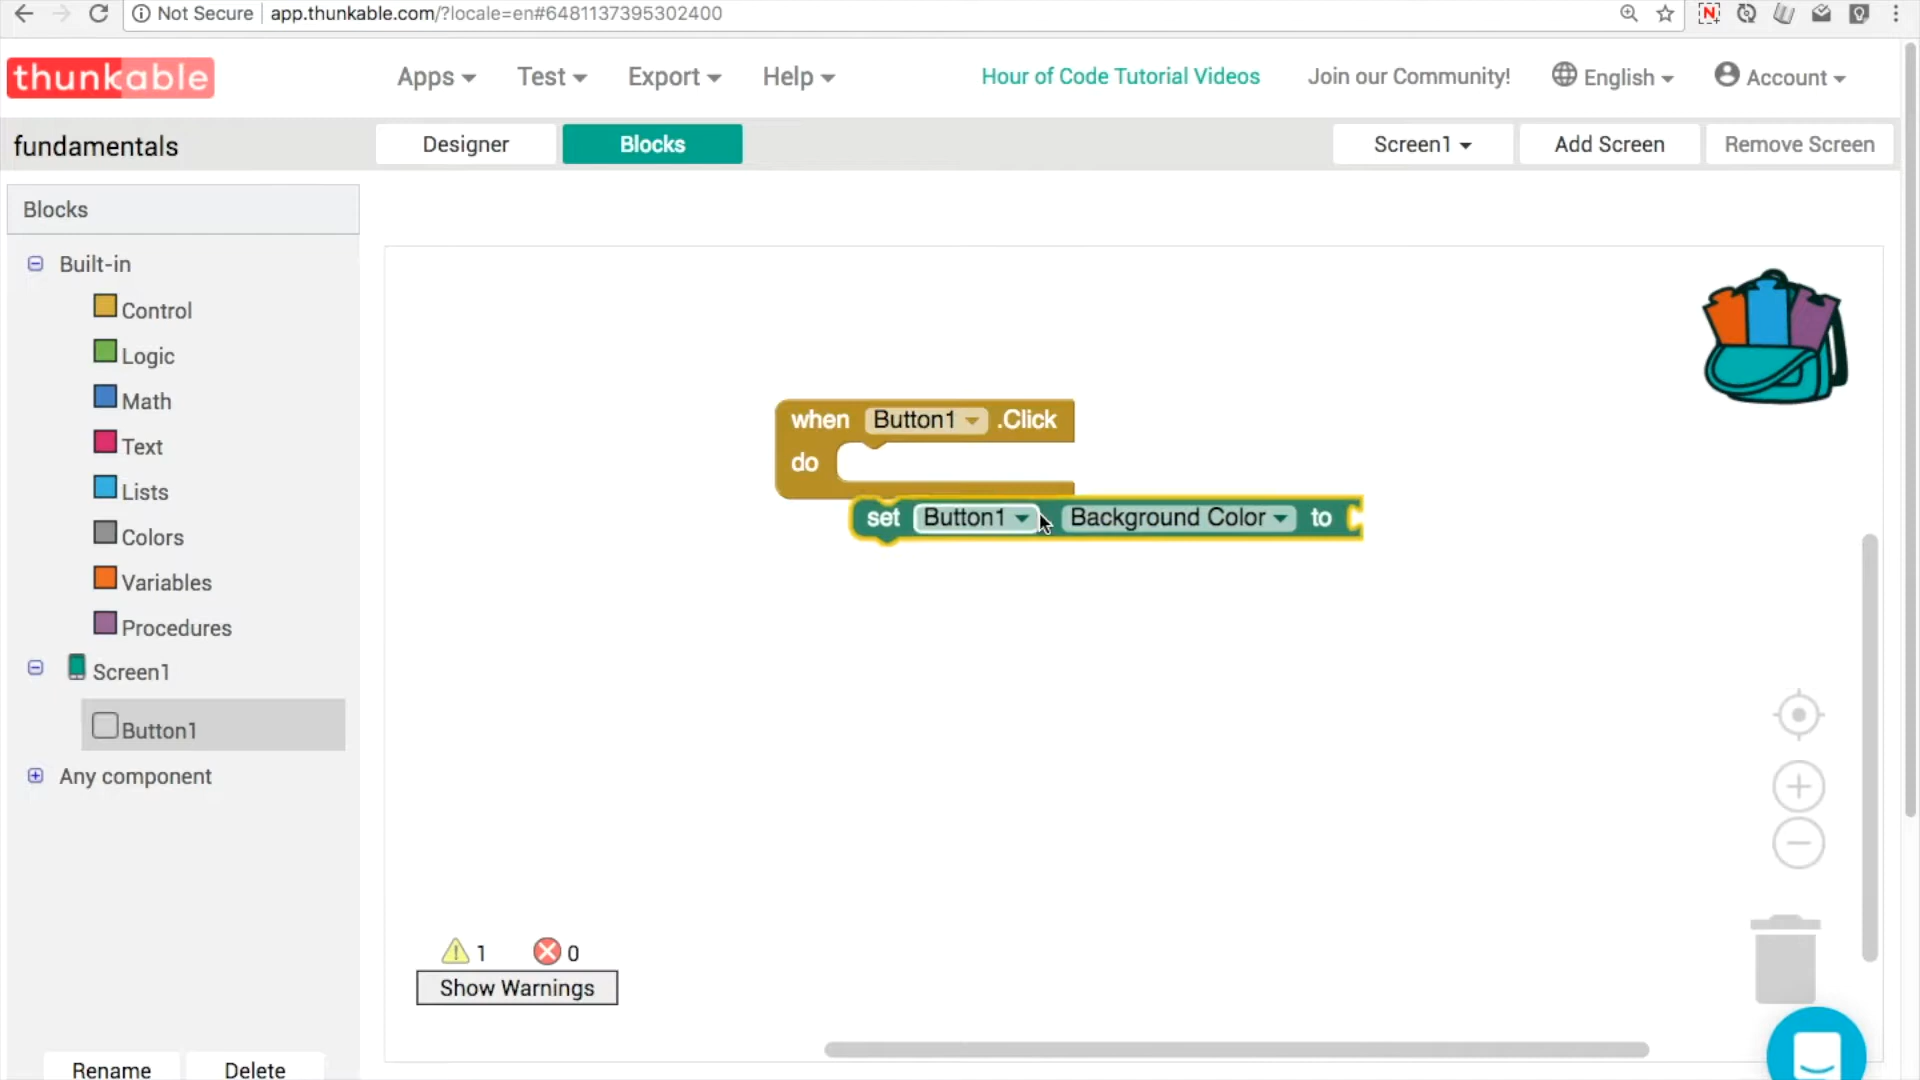 Not Secure app.thunkable.com/?locale=en#6481137395302400
N
thunkable Apps Test Export Help Hour of Code Tutorial Videos Join our Community! English Account
fundamentals Designer Blocks Screen1 Add Screen Remove Screen
Blocks
Built-in
Control
Logic
Math
Text
Lists
Colors
Variables
Procedures
Screen1
Button1
Any component
Rename Delete
when Button1 .Click
do
set Button1 . Background Color to
1 0
Show Warnings